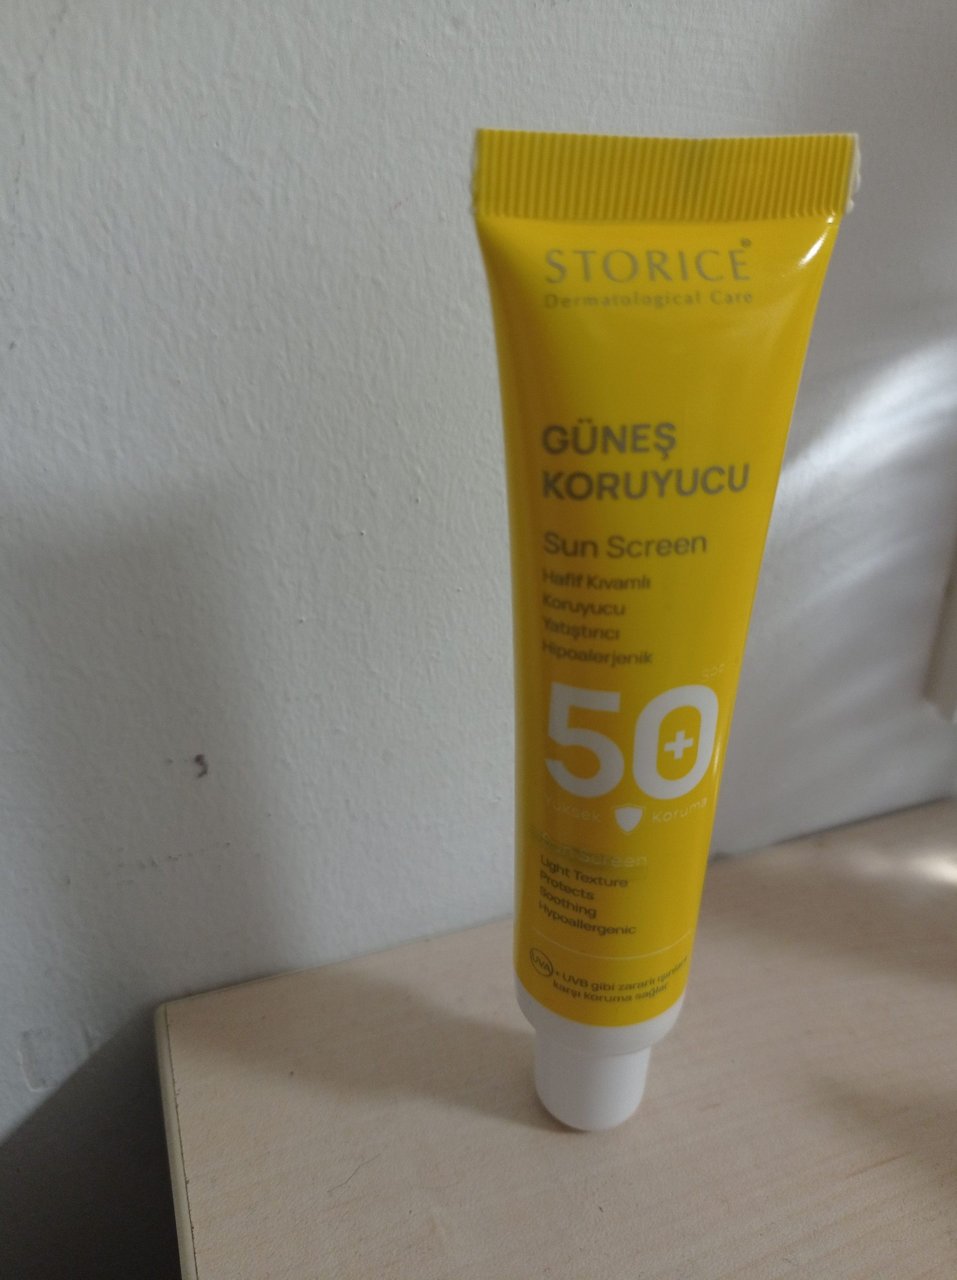 STORICE®
Dermatological Care
GÜNEŞ
KORUYUCU
Sun Screen
Hafif Kıvamlı
Koruyucu
Yatıştırıcı
Hipoalerjenik
SPF
50+
Yüksek Koruma
Sun Screen
Light Texture
Protects
Soothing
Hypoallergenic
UVA + UVB gibi zararlı ışınlara
karşı koruma sağlar